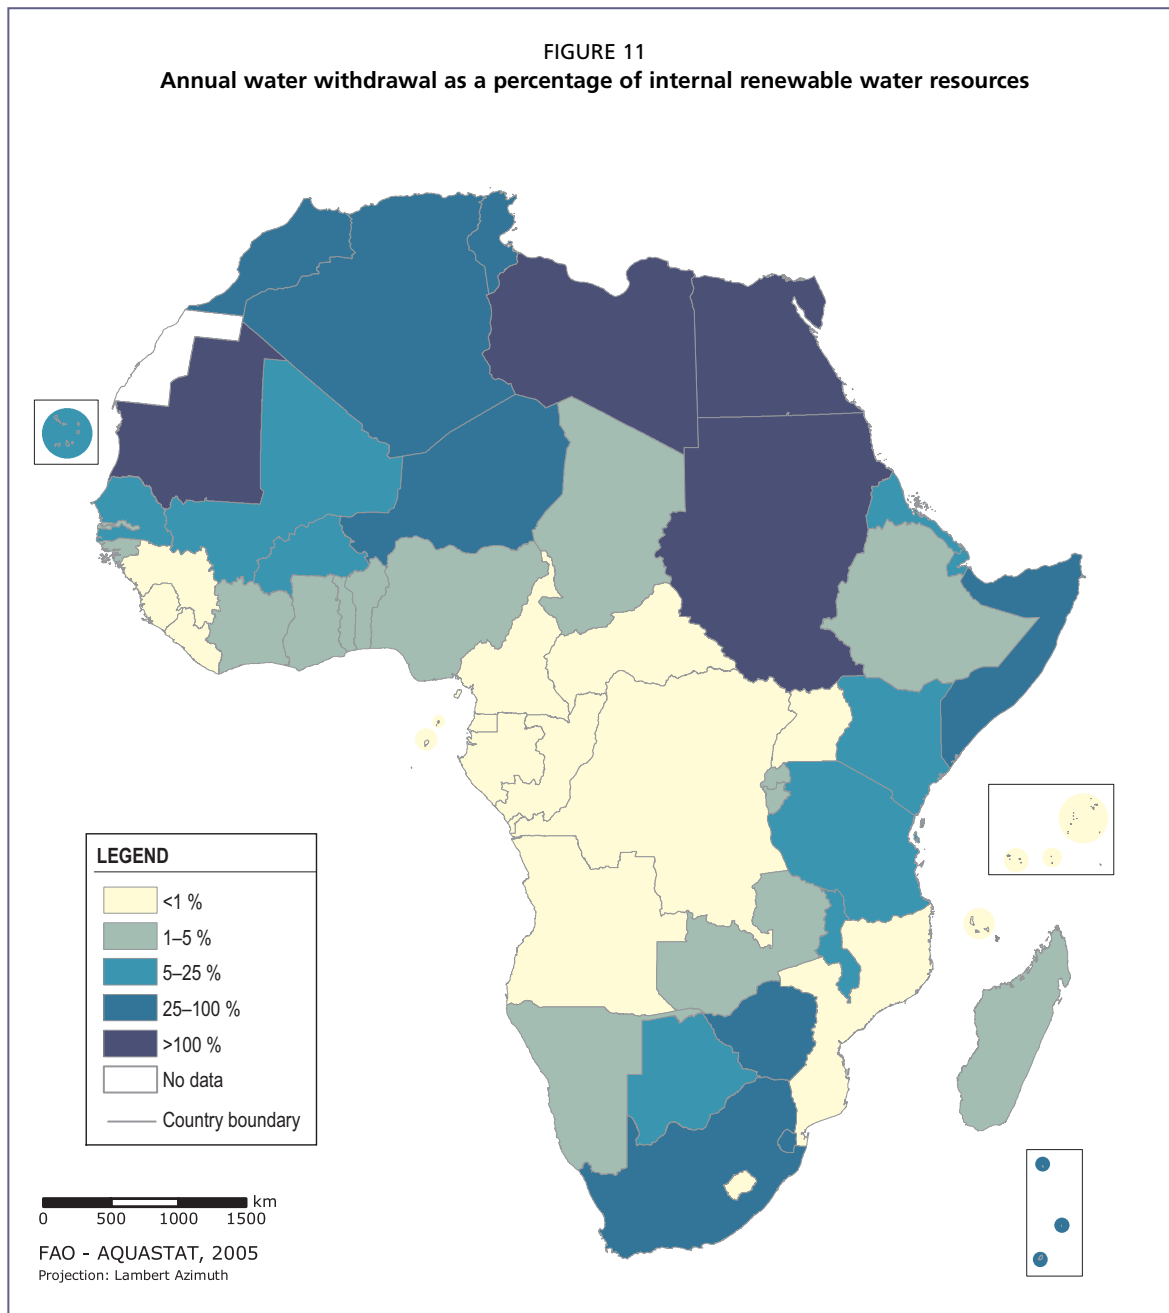 FIGURE 11
Annual water withdrawal as a percentage of internal renewable water resources
LEGEND
<1 %
1–5 %
5–25 %
25–100 %
>100 %
No data
Country boundary
km
0 500 1000 1500
FAO - AQUASTAT, 2005
Projection: Lambert Azimuth